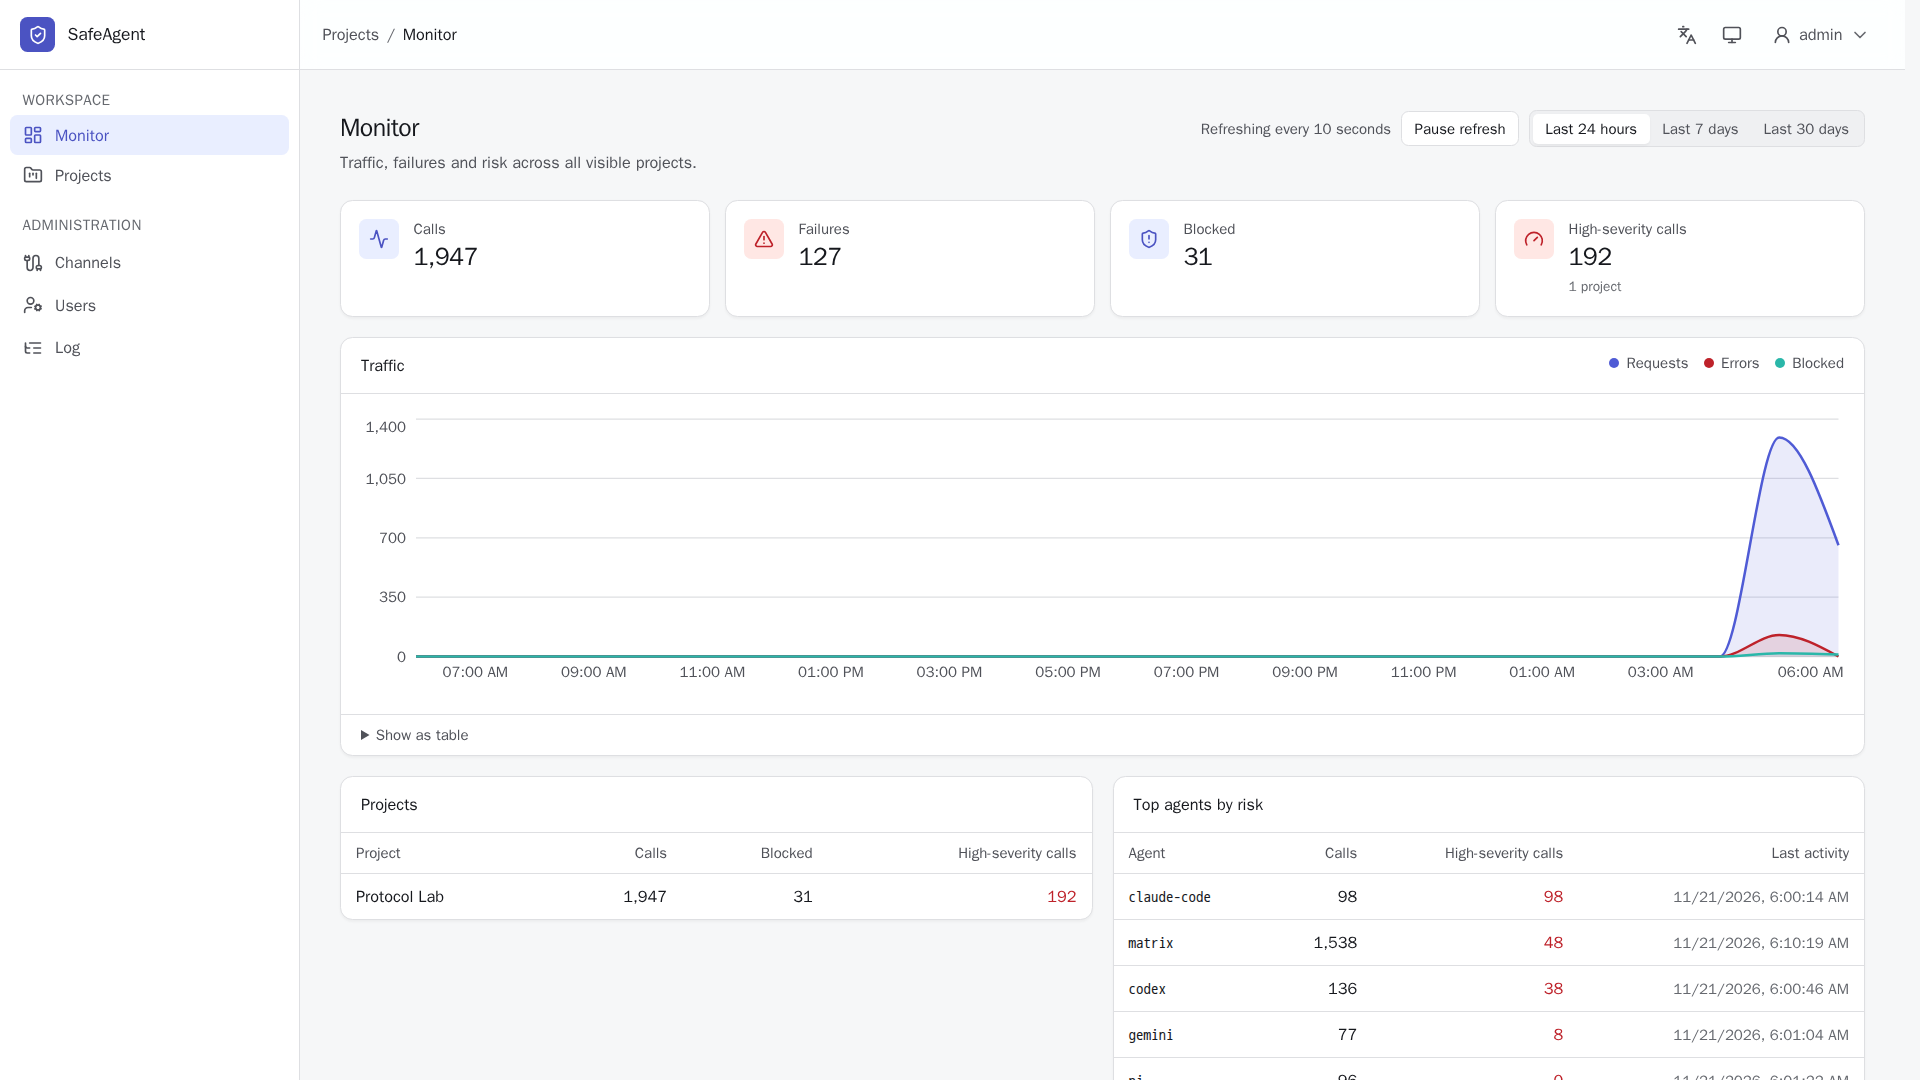 SafeAgent
Projects / Monitor
admin
WORKSPACE
Monitor
Projects
ADMINISTRATION
Channels
Users
Log
Monitor
Traffic, failures and risk across all visible projects.
Refreshing every 10 seconds
Pause refresh
Last 24 hours
Last 7 days
Last 30 days
Calls
1,947
Failures
127
Blocked
31
High-severity calls
192
1 project
Traffic
Requests
Errors
Blocked
1,400
1,050
700
350
0
07:00 AM 09:00 AM 11:00 AM 01:00 PM 03:00 PM 05:00 PM 07:00 PM 09:00 PM 11:00 PM 01:00 AM 03:00 AM 06:00 AM
Show as table
Projects
Project Calls Blocked High-severity calls
Protocol Lab 1,947 31 192
Top agents by risk
Agent Calls High-severity calls Last activity
claude-code 98 98 11/21/2026, 6:00:14 AM
matrix 1,538 48 11/21/2026, 6:10:19 AM
codex 136 38 11/21/2026, 6:00:46 AM
gemini 77 8 11/21/2026, 6:01:04 AM